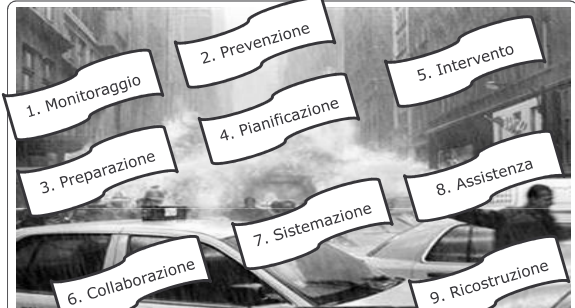 1. Monitoraggio
2. Prevenzione
3. Preparazione
4. Pianificazione
5. Intervento
6. Collaborazione
7. Sistemazione
8. Assistenza
9. Ricostruzione